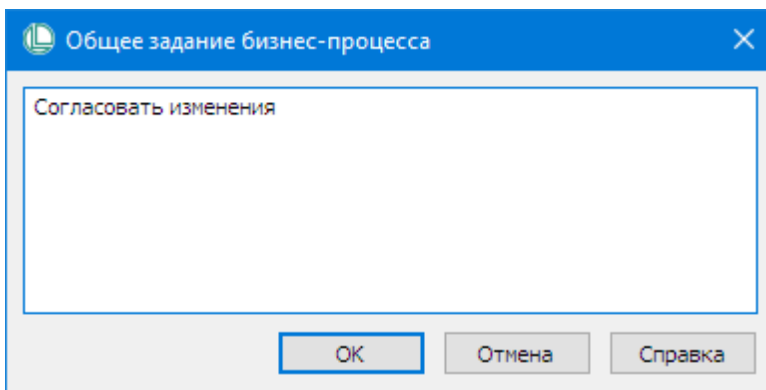 Общее задание бизнес-процесса
Согласовать изменения
ОК
Отмена
Справка